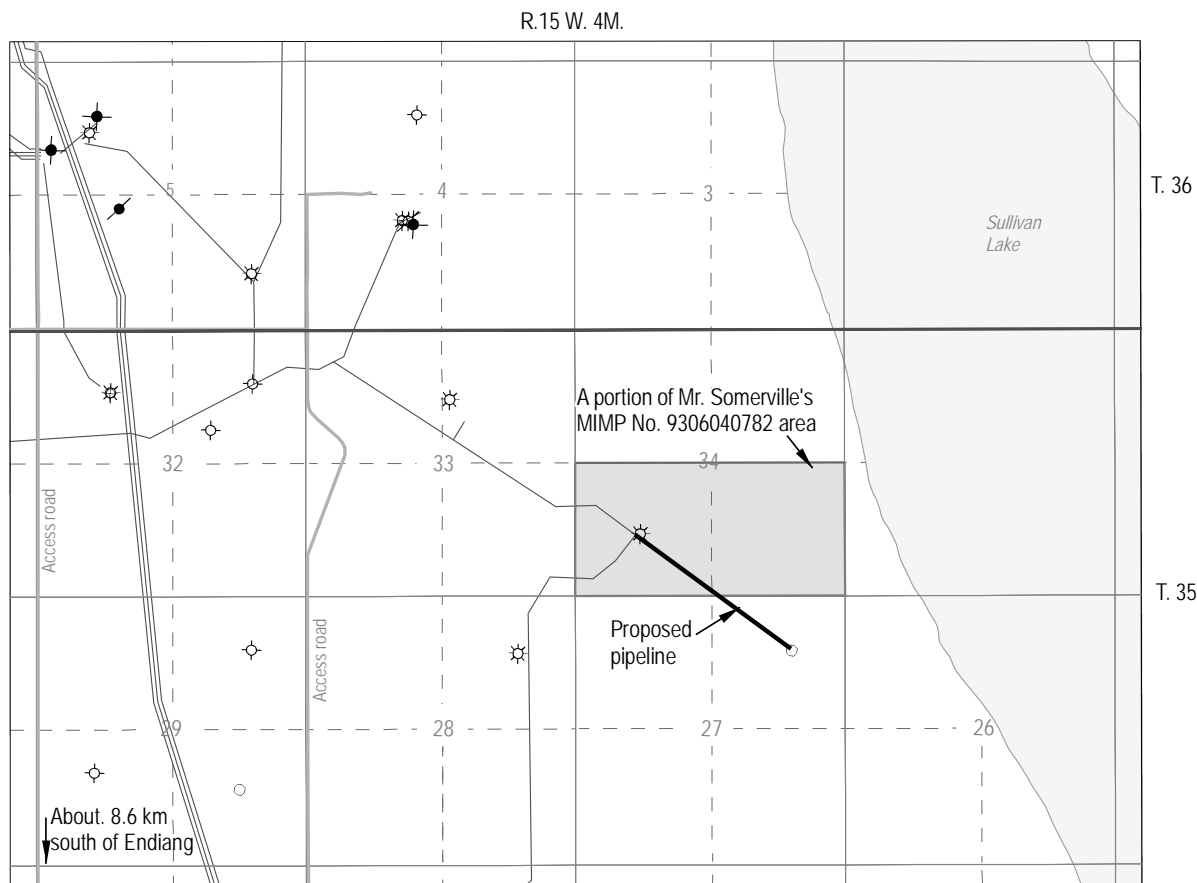 R.15 W. 4M.
5
4
3
T. 36
Sullivan
Lake
A portion of Mr. Somerville's
MIMP No. 9306040782 area
32
33
34
Access road
T. 35
Proposed
pipeline
Access road
29
28
27
26
About. 8.6 km
south of Endiang